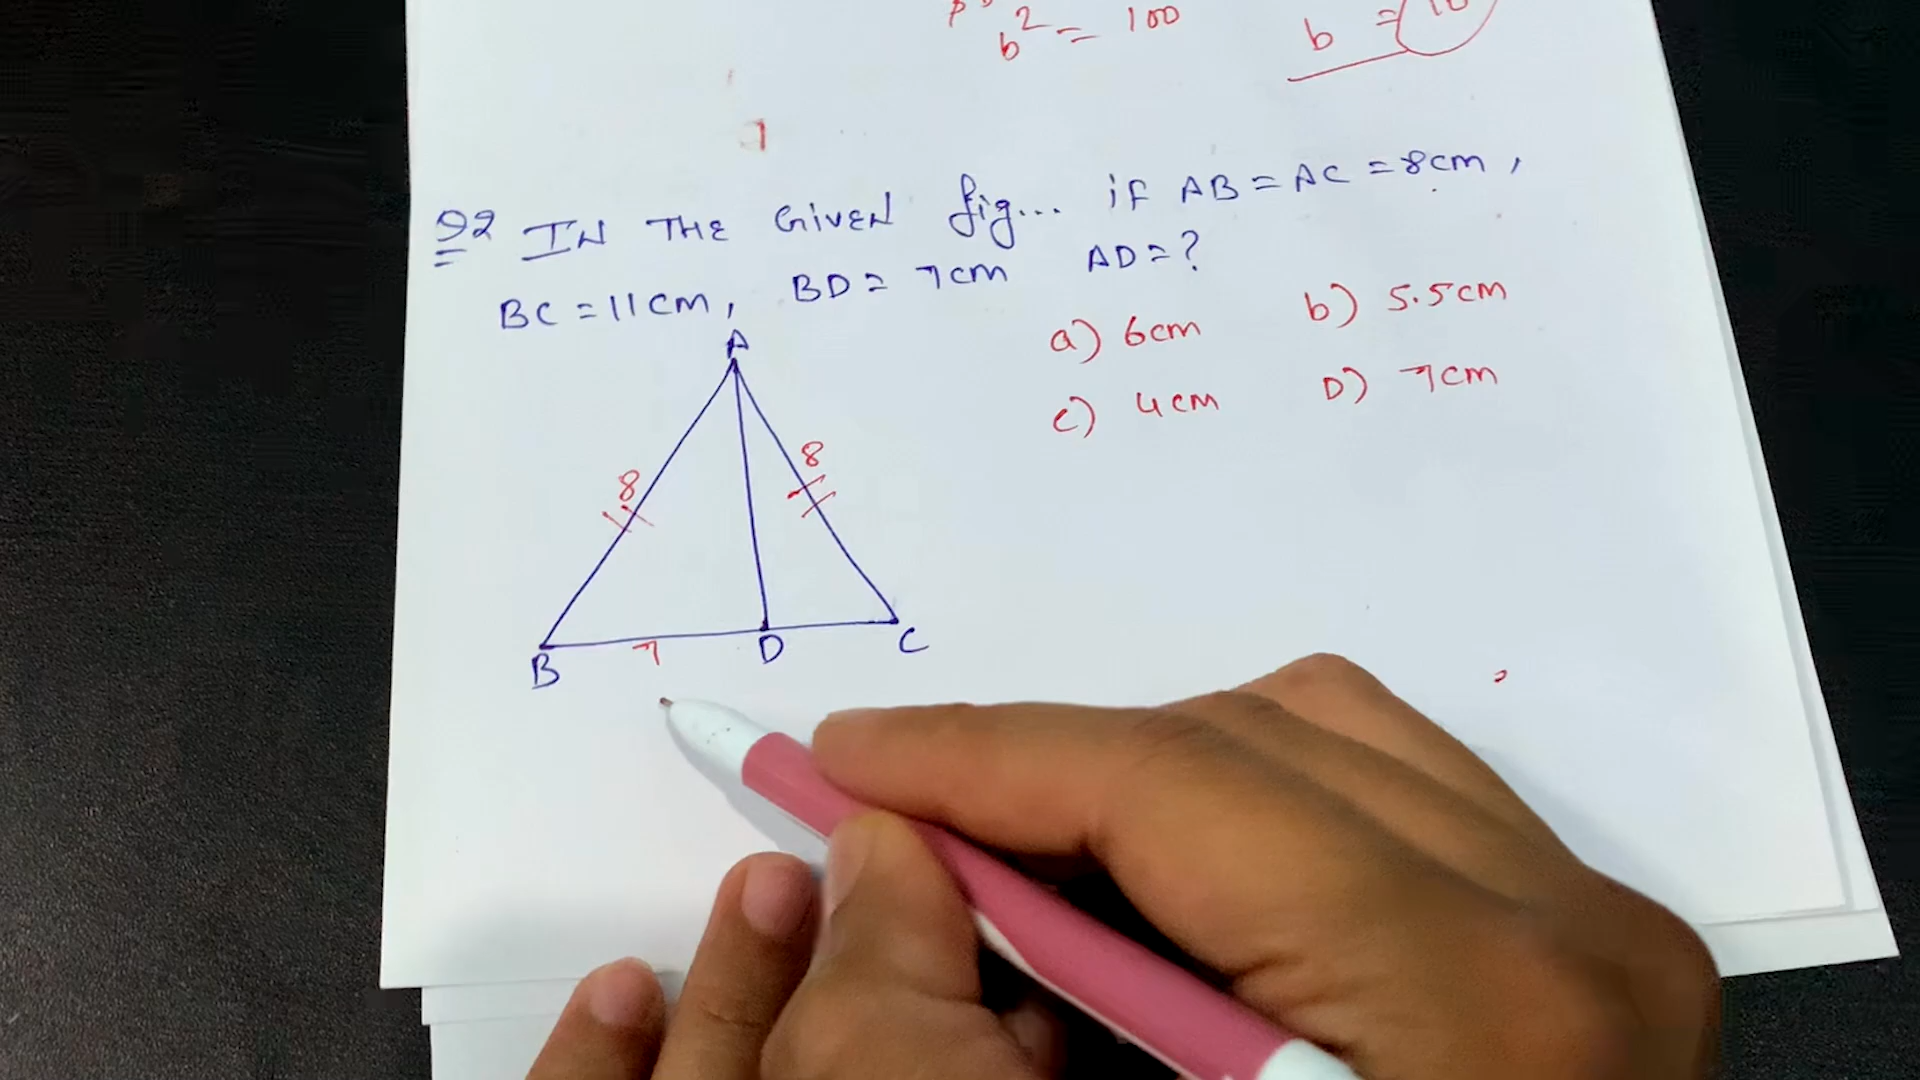 b² = 100
b = 10
Q2 IN THE GIVEN fig... if AB = AC = 8cm,
BC = 11cm, BD = 7cm AD = ?
a) 6cm b) 5.5cm
c) 4cm D) 7cm
A
8 8
B 7 D C